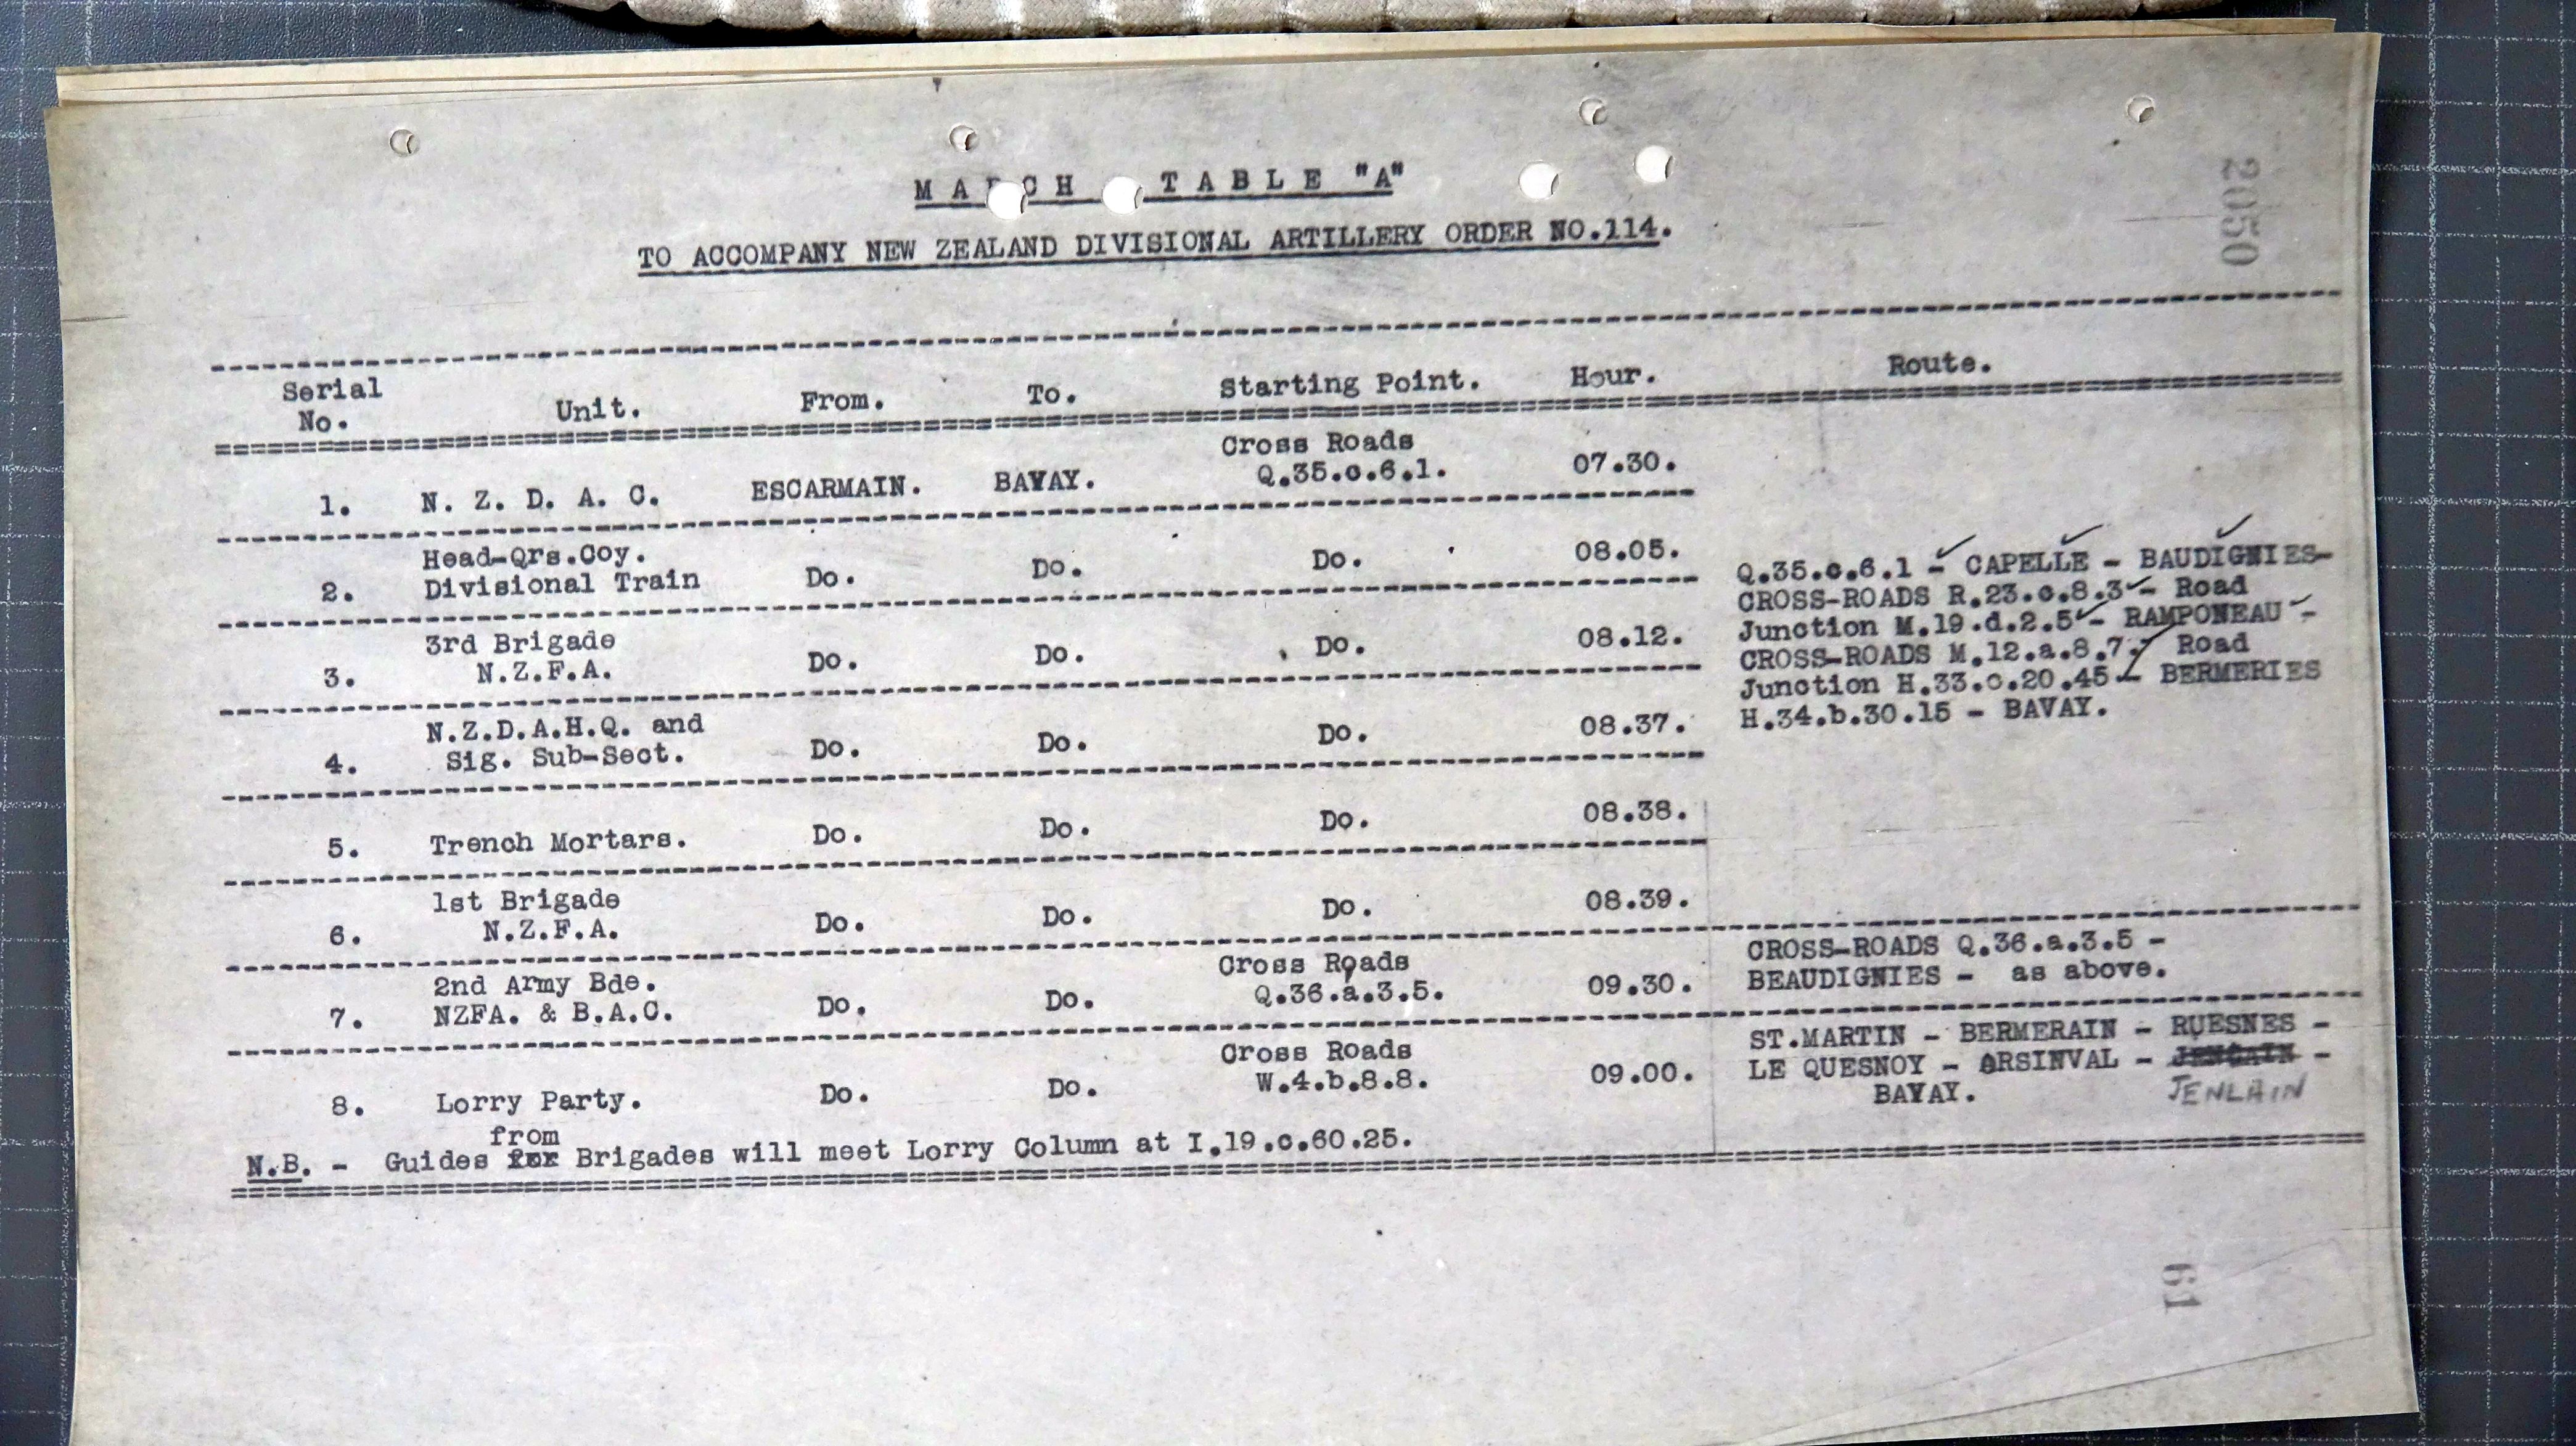 MARCH TABLE "A"
TO ACCOMPANY NEW ZEALAND DIVISIONAL ARTILLERY ORDER NO.114.
2050
Serial No. Unit. From. To. Starting Point. Hour. Route.
1. N. Z. D. A. C. ESCARMAIN. BAVAY. Cross Roads Q.35.c.6.1. 07.30.
2. Head-Qrs.Coy. Divisional Train Do. Do. Do. 08.05.
3. 3rd Brigade N.Z.F.A. Do. Do. Do. 08.12.
4. N.Z.D.A.H.Q. and Sig. Sub-Sect. Do. Do. Do. 08.37.
5. Trench Mortars. Do. Do. Do. 08.38.
6. 1st Brigade N.Z.F.A. Do. Do. Do. 08.39.
Q.35.c.6.1 - CAPELLE - BAUDIGNIES-
CROSS-ROADS R.23.c.8.3 - Road
Junction M.19.d.2.5 - RAMPONEAU -
CROSS-ROADS M.12.a.8.7. Road
Junction H.33.c.20.45 - BERMERIES
H.34.b.30.15 - BAVAY.
7. 2nd Army Bde. NZFA. & B.A.C. Do. Do. Cross Roads Q.36.a.3.5. 09.30.
CROSS-ROADS Q.36.a.3.5 -
BEAUDIGNIES - as above.
8. Lorry Party. Do. Do. Cross Roads W.4.b.8.8. 09.00.
ST.MARTIN - BERMERAIN - RUESNES -
LE QUESNOY - ORSINVAL - -
BAVAY. JENLAIN
from
N.B. - Guides for Brigades will meet Lorry Column at I.19.c.60.25.
61